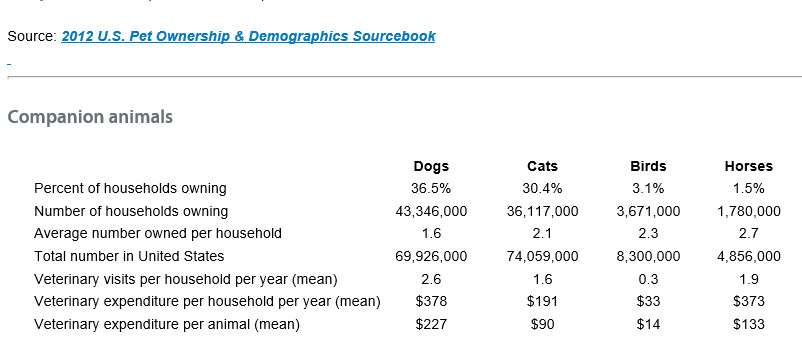 Source: 2012 U.S. Pet Ownership & Demographics Sourcebook
Companion animals
Dogs Cats Birds Horses
Percent of households owning 36.5% 30.4% 3.1% 1.5%
Number of households owning 43,346,000 36,117,000 3,671,000 1,780,000
Average number owned per household 1.6 2.1 2.3 2.7
Total number in United States 69,926,000 74,059,000 8,300,000 4,856,000
Veterinary visits per household per year (mean) 2.6 1.6 0.3 1.9
Veterinary expenditure per household per year (mean) $378 $191 $33 $373
Veterinary expenditure per animal (mean) $227 $90 $14 $133